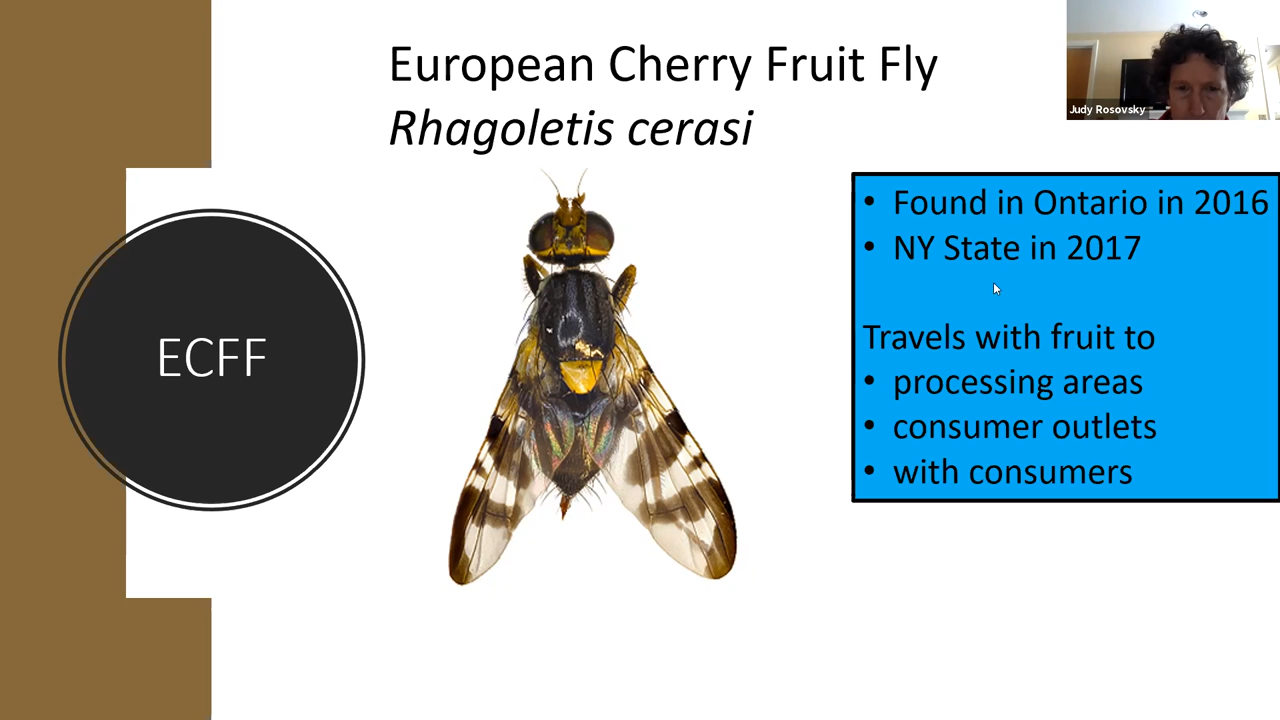 European Cherry Fruit Fly
Rhagoletis cerasi
Judy Rosovsky
ECFF
• Found in Ontario in 2016
• NY State in 2017
Travels with fruit to
• processing areas
• consumer outlets
• with consumers